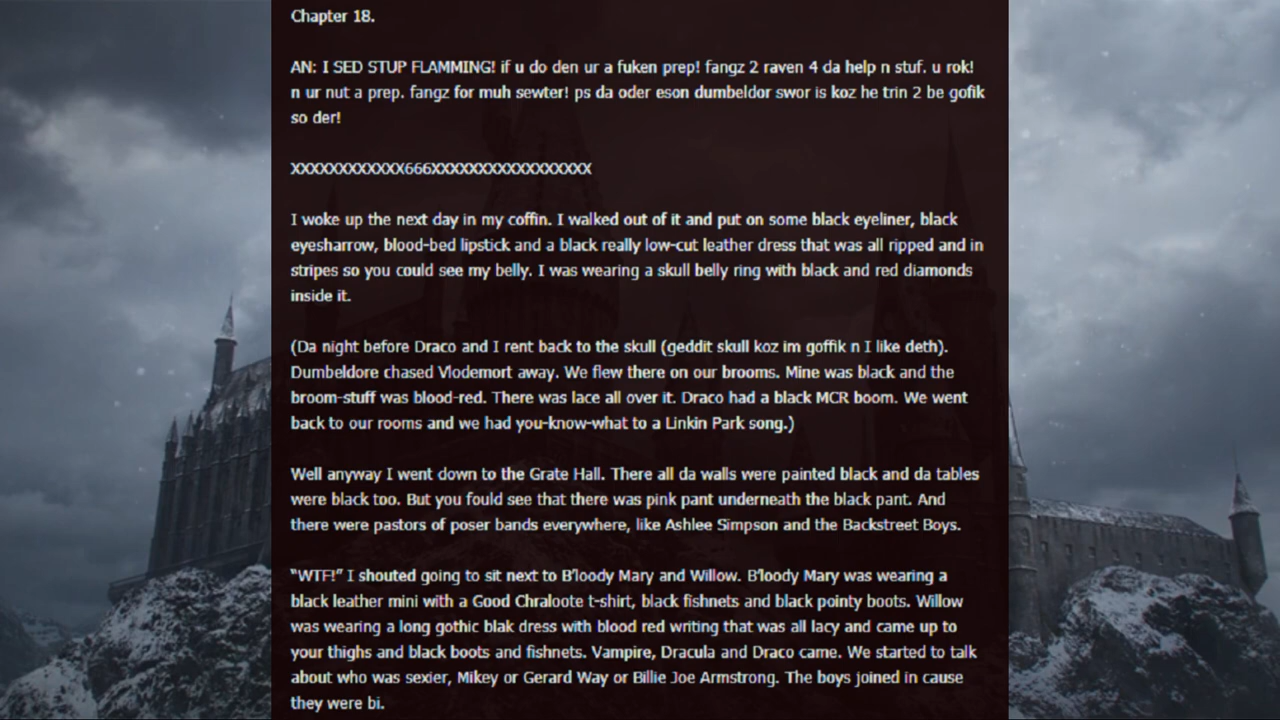 Chapter 18.
AN: I SED STUP FLAMMING! if u do den ur a fuken prep! fangz 2 raven 4 da help n stuf. u rok!
n ur nut a prep. fangz for muh sewter! ps da oder eson dumbeldor swor is koz he trin 2 be gofik
so der!
XXXXXXXXXXXX666XXXXXXXXXXXXXXXXX
I woke up the next day in my coffin. I walked out of it and put on some black eyeliner, black
eyesharrow, blood-bed lipstick and a black really low-cut leather dress that was all ripped and in
stripes so you could see my belly. I was wearing a skull belly ring with black and red diamonds
inside it.
(Da night before Draco and I rent back to the skull (geddit skull koz im goffik n I like deth).
Dumbeldore chased Vlodemort away. We flew there on our brooms. Mine was black and the
broom-stuff was blood-red. There was lace all over it. Draco had a black MCR boom. We went
back to our rooms and we had you-know-what to a Linkin Park song.)
Well anyway I went down to the Grate Hall. There all da walls were painted black and da tables
were black too. But you fould see that there was pink pant underneath the black pant. And
there were pastors of poser bands everywhere, like Ashlee Simpson and the Backstreet Boys.
“WTF!” I shouted going to sit next to B’loody Mary and Willow. B’loody Mary was wearing a
black leather mini with a Good Chraloote t-shirt, black fishnets and black pointy boots. Willow
was wearing a long gothic blak dress with blood red writing that was all lacy and came up to
your thighs and black boots and fishnets. Vampire, Dracula and Draco came. We started to talk
about who was sexier, Mikey or Gerard Way or Billie Joe Armstrong. The boys joined in cause
they were bi.